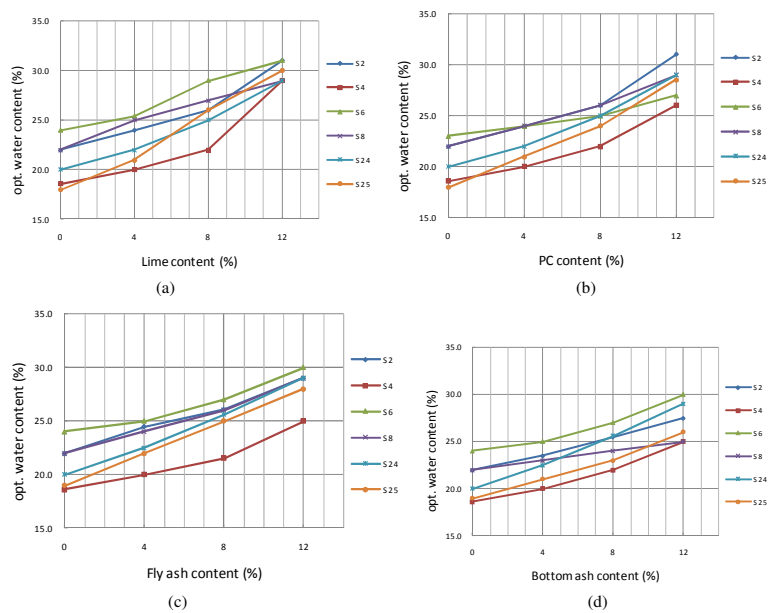 35.0
30.0
25.0
20.0
15.0
opt. water content (%)
0 4 8 12
Lime content (%)
S2
S4
S6
S8
S24
S25
(a)
35.0
30.0
25.0
20.0
15.0
opt. water content (%)
0 4 8 12
PC content (%)
S2
S4
S6
S8
S24
S25
(b)
35.0
30.0
25.0
20.0
15.0
opt. water content (%)
0 4 8 12
Fly ash content (%)
S2
S4
S6
S8
S24
S25
(c)
35.0
30.0
25.0
20.0
15.0
opt. water content (%)
0 4 8 12
Bottom ash content (%)
S2
S4
S6
S8
S24
S25
(d)